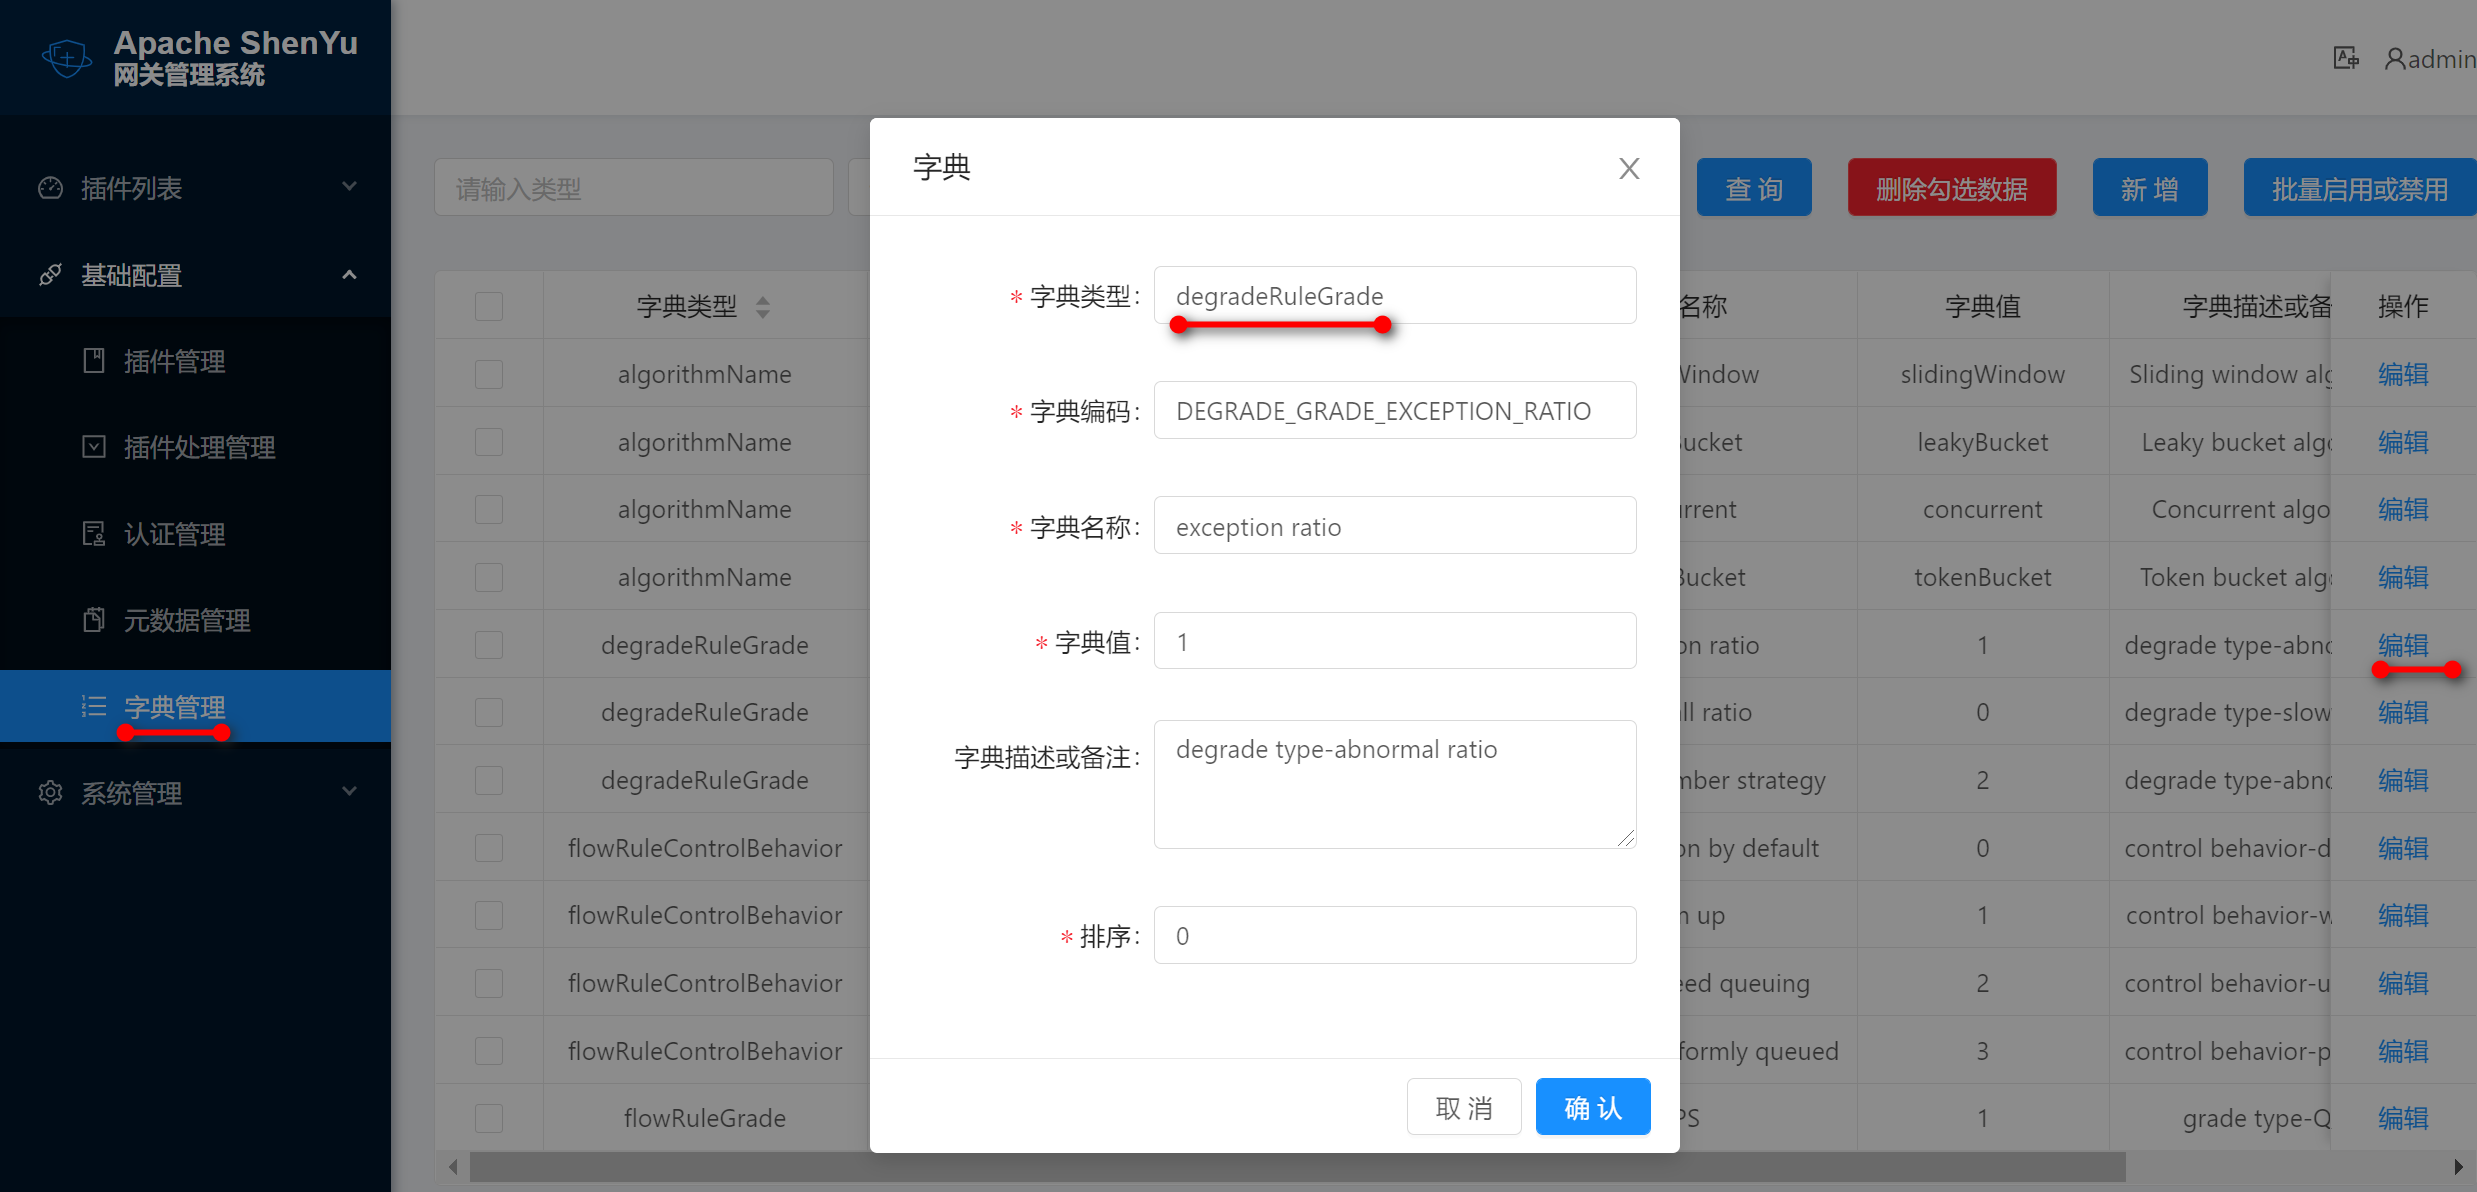 Apache ShenYu
网关管理系统
admin
插件列表
基础配置
插件管理
插件处理管理
认证管理
元数据管理
字典管理
系统管理
请输入类型
查 询
删除勾选数据
新 增
批量启用或禁用
字典类型 名称 字典值 字典描述或备 操作
algorithmName Window slidingWindow Sliding window alg 编辑
algorithmName Bucket leakyBucket Leaky bucket algo 编辑
algorithmName urrent concurrent Concurrent algo 编辑
algorithmName Bucket tokenBucket Token bucket algo 编辑
degradeRuleGrade on ratio 1 degrade type-abno 编辑
degradeRuleGrade ll ratio 0 degrade type-slow 编辑
degradeRuleGrade mber strategy 2 degrade type-abno 编辑
flowRuleControlBehavior on by default 0 control behavior-d 编辑
flowRuleControlBehavior m up 1 control behavior-w 编辑
flowRuleControlBehavior eed queuing 2 control behavior-u 编辑
flowRuleControlBehavior formly queued 3 control behavior-p 编辑
flowRuleGrade PS 1 grade type-Q 编辑
字典
* 字典类型: degradeRuleGrade
* 字典编码: DEGRADE_GRADE_EXCEPTION_RATIO
* 字典名称: exception ratio
* 字典值: 1
字典描述或备注: degrade type-abnormal ratio
* 排序: 0
取 消
确 认